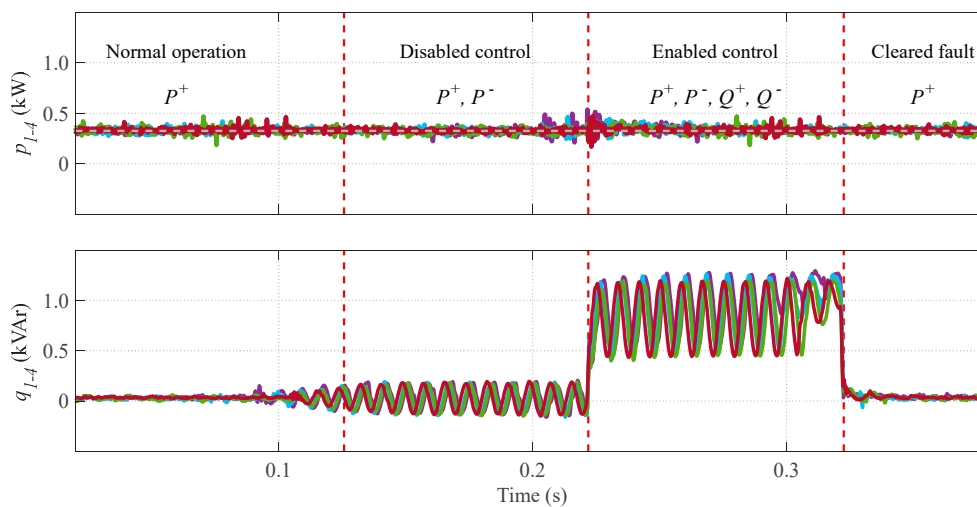 Normal operation Disabled control Enabled control Cleared fault
P+ P+, P- P+, P-, Q+, Q- P+
1.0
0.5
0
p1-4 (kW)
1.0
0.5
0
q1-4 (kVAr)
0.1 0.2 0.3
Time (s)